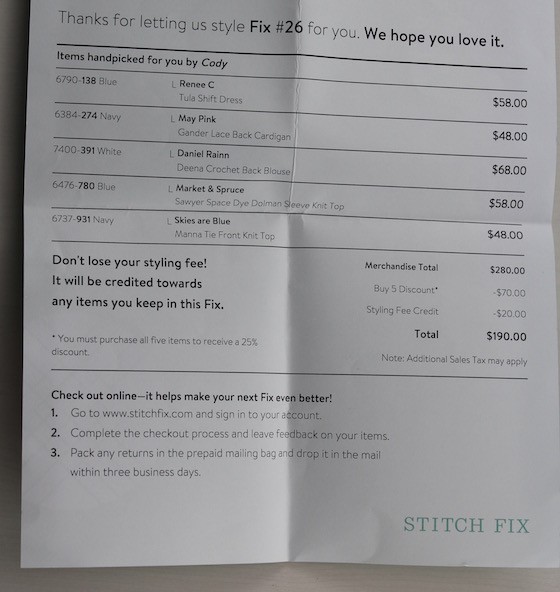 Thanks for letting us style Fix #26 for you. We hope you love it.
Items handpicked for you by Cody
6790-138 Blue L Renee C
Tula Shift Dress $58.00
6384-274 Navy L May Pink
Gander Lace Back Cardigan $48.00
7400-391 White L Daniel Rainn
Deena Crochet Back Blouse $68.00
6476-780 Blue L Market & Spruce
Sawyer Space Dye Dolman Sleeve Knit Top $58.00
6737-931 Navy L Skies are Blue
Manna Tie Front Knit Top $48.00
Don't lose your styling fee!
It will be credited towards
any items you keep in this Fix.
*You must purchase all five items to receive a 25%
discount.
Merchandise Total $280.00
Buy 5 Discount* -$70.00
Styling Fee Credit -$20.00
Total $190.00
Note: Additional Sales Tax may apply
Check out online—it helps make your next Fix even better!
1. Go to www.stitchfix.com and sign in to your account.
2. Complete the checkout process and leave feedback on your items.
3. Pack any returns in the prepaid mailing bag and drop it in the mail
within three business days.
STITCH FIX